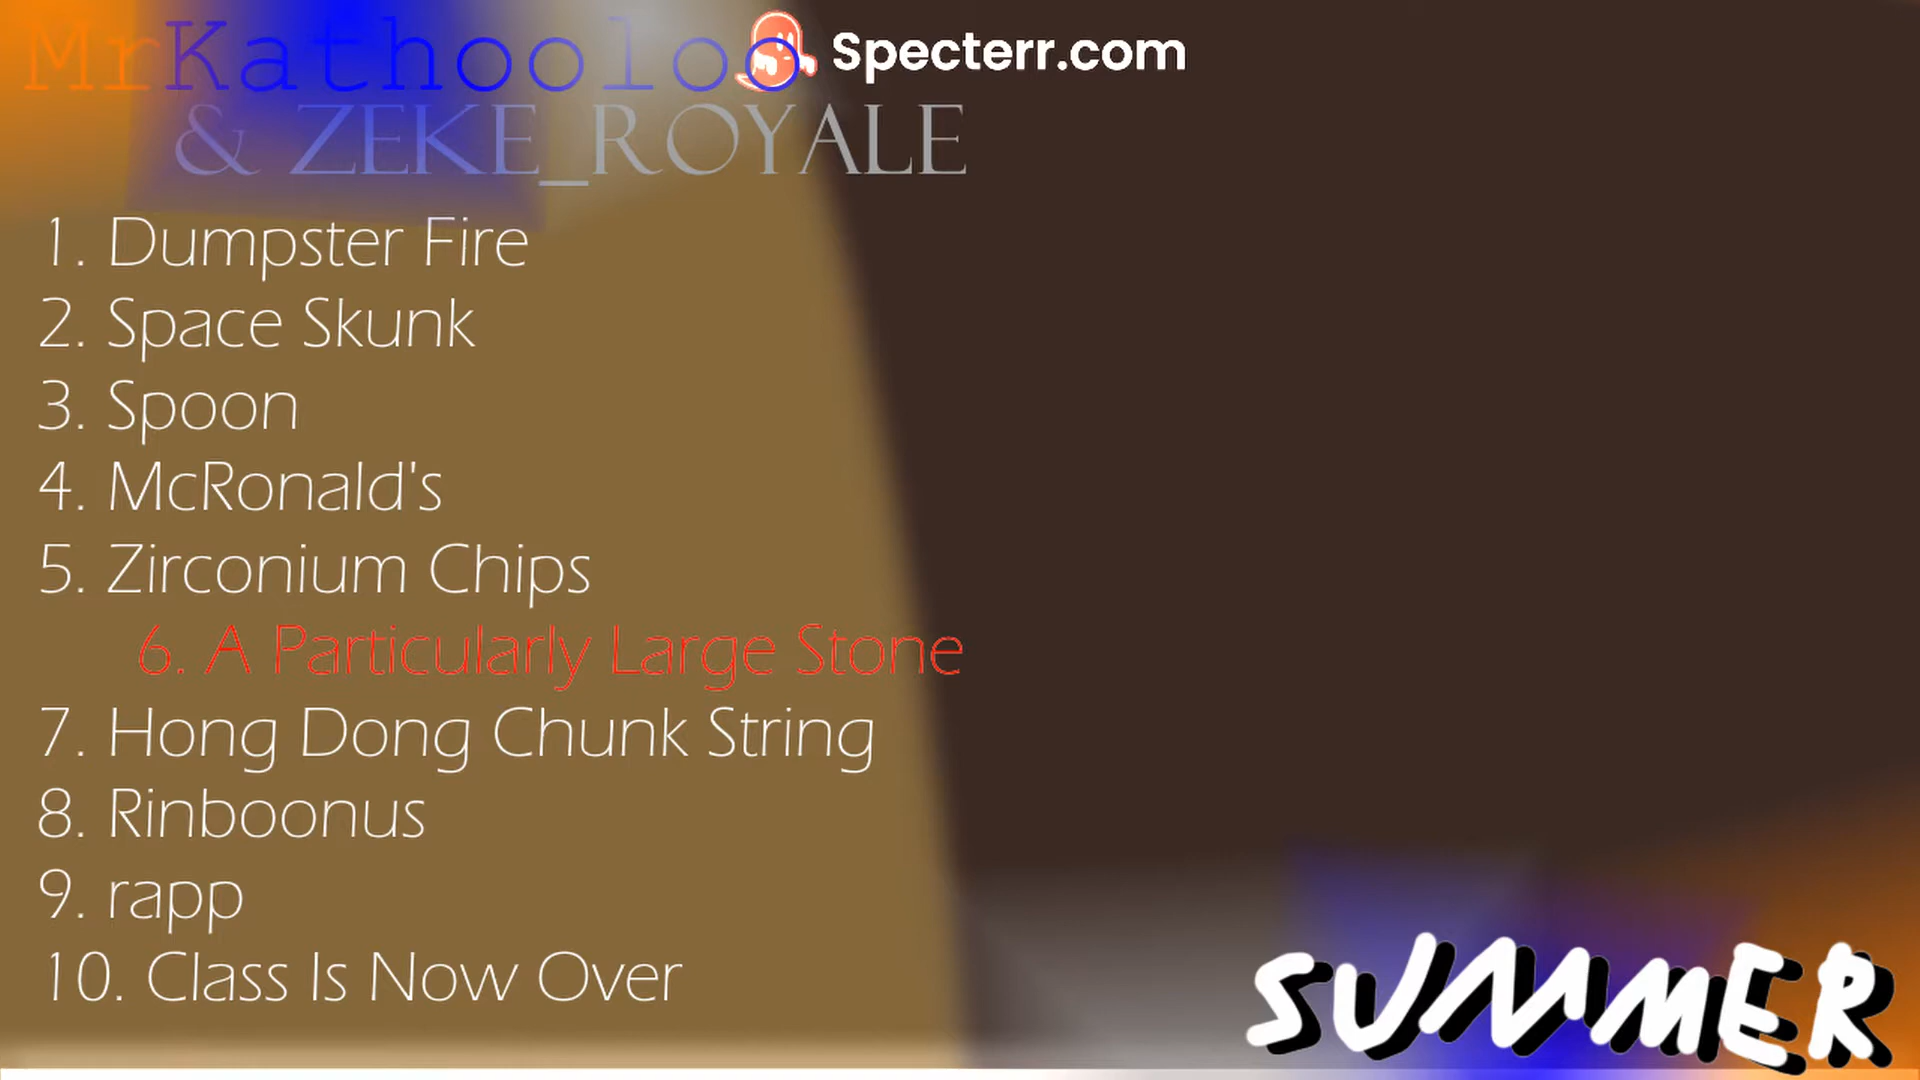 MrKathooloo
Specterr.com
& ZEKE_ROYALE
1. Dumpster Fire
2. Space Skunk
3. Spoon
4. McRonald's
5. Zirconium Chips
6. A Particularly Large Stone
7. Hong Dong Chunk String
8. Rinboonus
9. rapp
10. Class Is Now Over
SUMMER